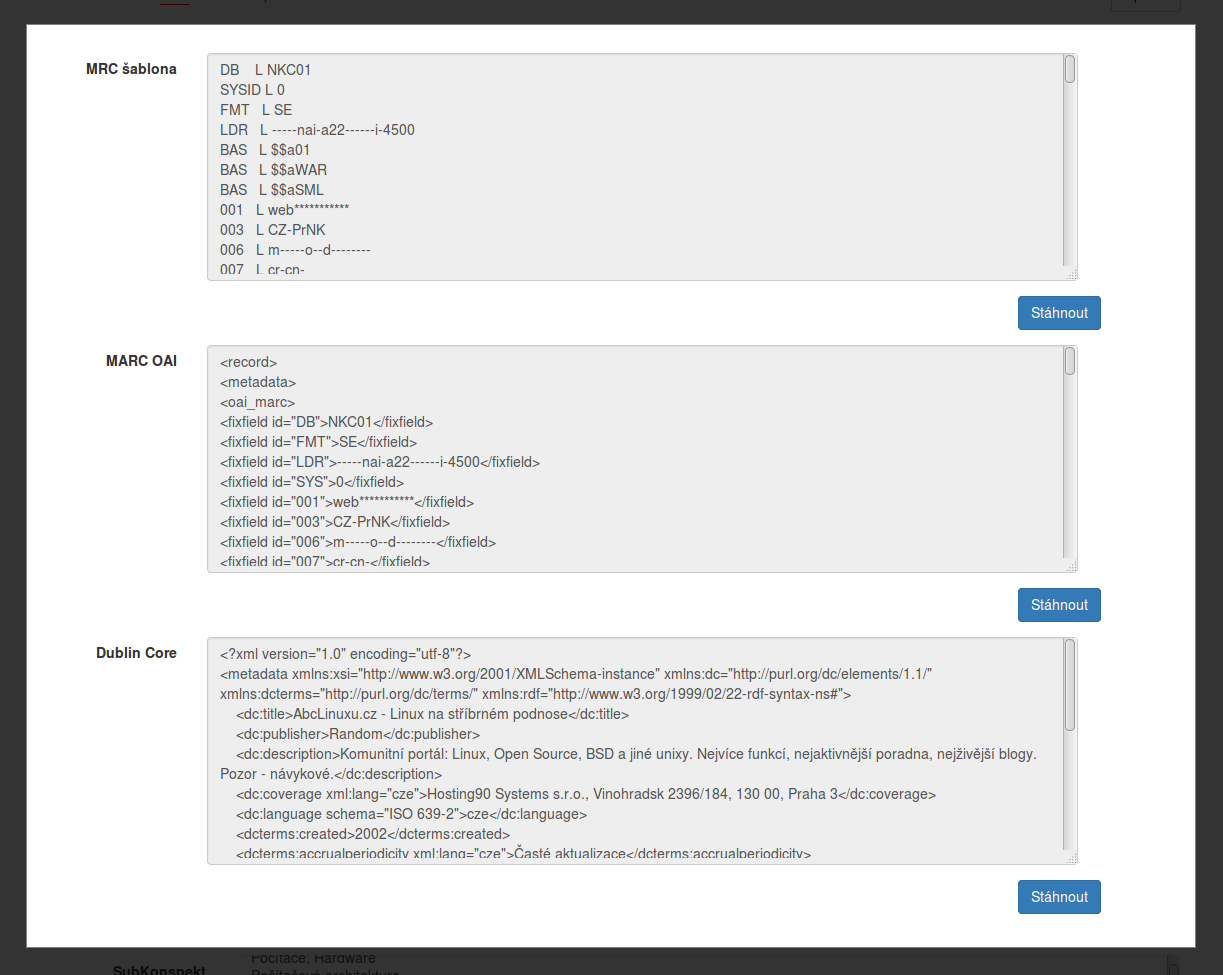 MRC šablona
DB    L NKC01
SYSID L 0
FMT   L SE
LDR   L -----nai-a22------i-4500
BAS   L $$a01
BAS   L $$aWAR
BAS   L $$aSML
001   L web***********
003   L CZ-PrNK
006   L m-----o--d--------
007   L cr-cn-
Stáhnout
MARC OAI
<record>
<metadata>
<oai_marc>
<fixfield id="DB">NKC01</fixfield>
<fixfield id="FMT">SE</fixfield>
<fixfield id="LDR">-----nai-a22------i-4500</fixfield>
<fixfield id="SYS">0</fixfield>
<fixfield id="001">web***********</fixfield>
<fixfield id="003">CZ-PrNK</fixfield>
<fixfield id="006">m-----o--d--------</fixfield>
<fixfield id="007">cr-cn-</fixfield>
Stáhnout
Dublin Core
<?xml version="1.0" encoding="utf-8"?>
<metadata xmlns:xsi="http://www.w3.org/2001/XMLSchema-instance" xmlns:dc="http://purl.org/dc/elements/1.1/"
xmlns:dcterms="http://purl.org/dc/terms/" xmlns:rdf="http://www.w3.org/1999/02/22-rdf-syntax-ns#">
    <dc:title>AbcLinuxu.cz - Linux na stříbrném podnose</dc:title>
    <dc:publisher>Random</dc:publisher>
    <dc:description>Komunitní portál: Linux, Open Source, BSD a jiné unixy. Nejvíce funkcí, nejaktivnější poradna, nejživější blogy.
Pozor - návykové.</dc:description>
    <dc:coverage xml:lang="cze">Hosting90 Systems s.r.o., Vinohradsk 2396/184, 130 00, Praha 3</dc:coverage>
    <dc:language schema="ISO 639-2">cze</dc:language>
    <dcterms:created>2002</dcterms:created>
    <dcterms:accrualperiodicity xml:lang="cze">Časté aktualizace</dcterms:accrualperiodicity>
Stáhnout
Počítače. Hardware
SubKonspekt
Počítačová architektura